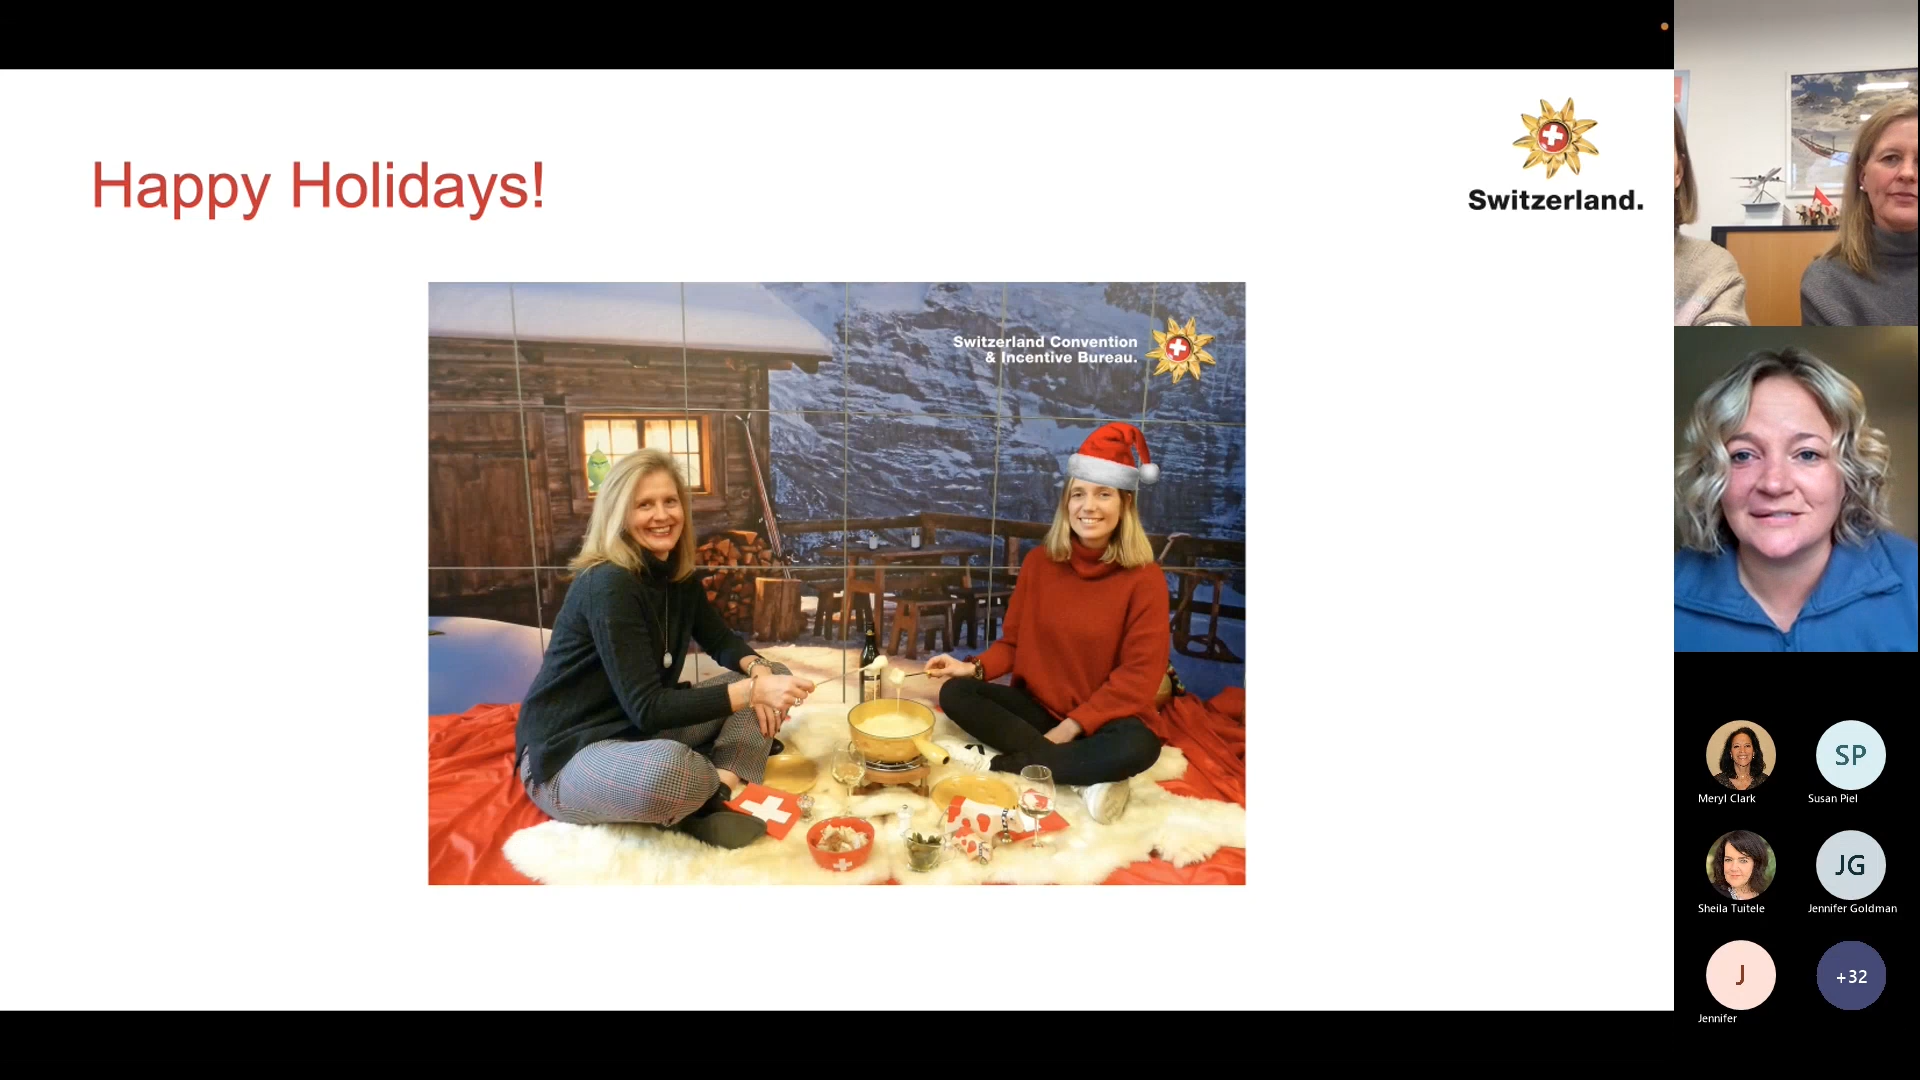 Happy Holidays!
Switzerland.
Switzerland Convention
& Incentive Bureau.
Meryl Clark
SP
Susan Piel
Sheila Tuitele
JG
Jennifer Goldman
J
Jennifer
+32